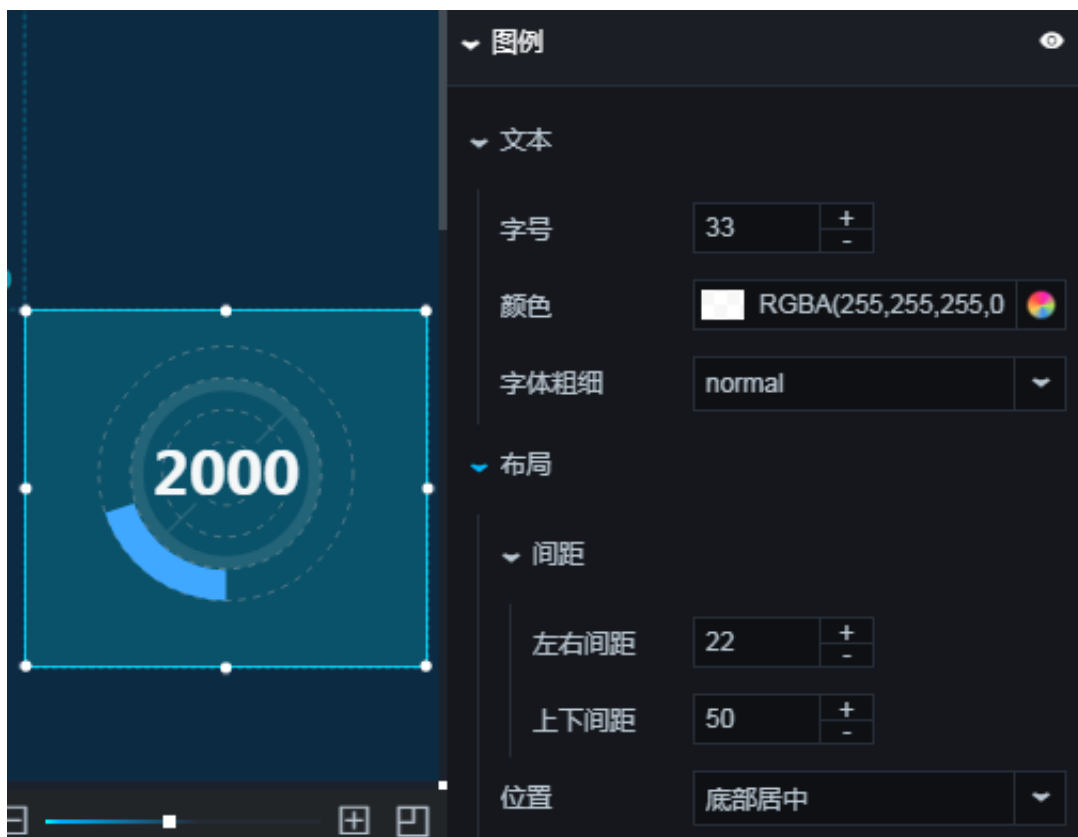 图例
文本
字号 33 + -
颜色 RGBA(255,255,255,0
字体粗细 normal
2000
布局
间距
左右间距 22 + -
上下间距 50 + -
位置 底部居中